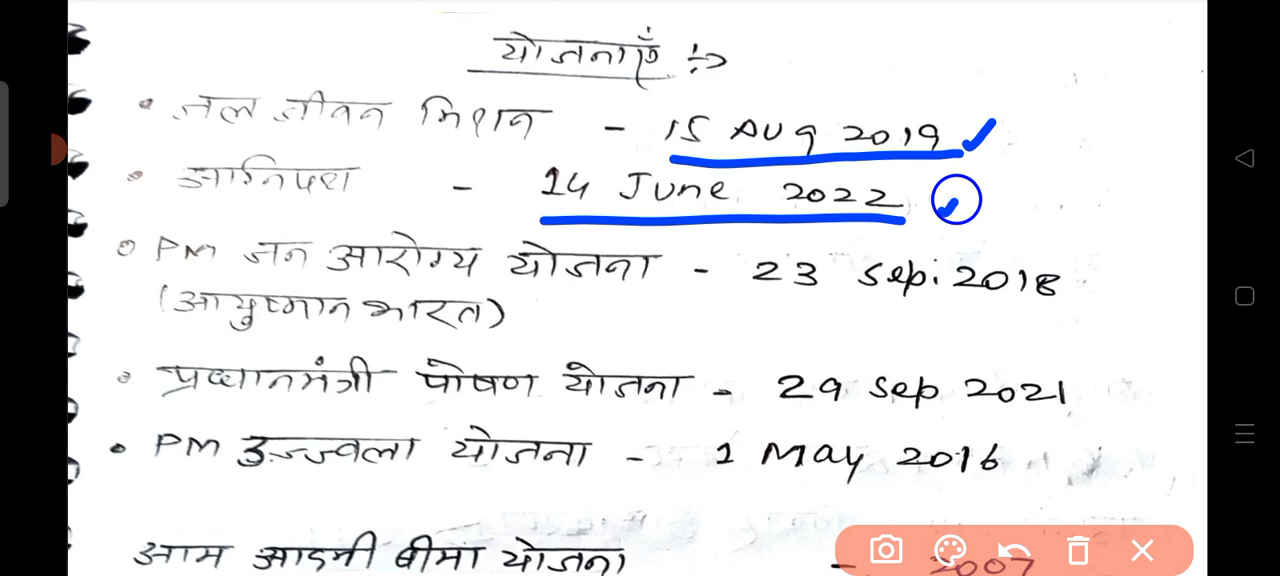 योजनाएँ :->
• जल जीवन मिशन - 15 AUg 2019
• अग्निपथ - 14 June 2022
• PM जन आरोग्य योजना - 23 Sep. 2018
(आयुष्मान भारत)
• प्रधानमंत्री पोषण योजना - 29 Sep 2021
• PM उज्ज्वला योजना - 1 May 2016
आम आदमी बीमा योजना - 2007